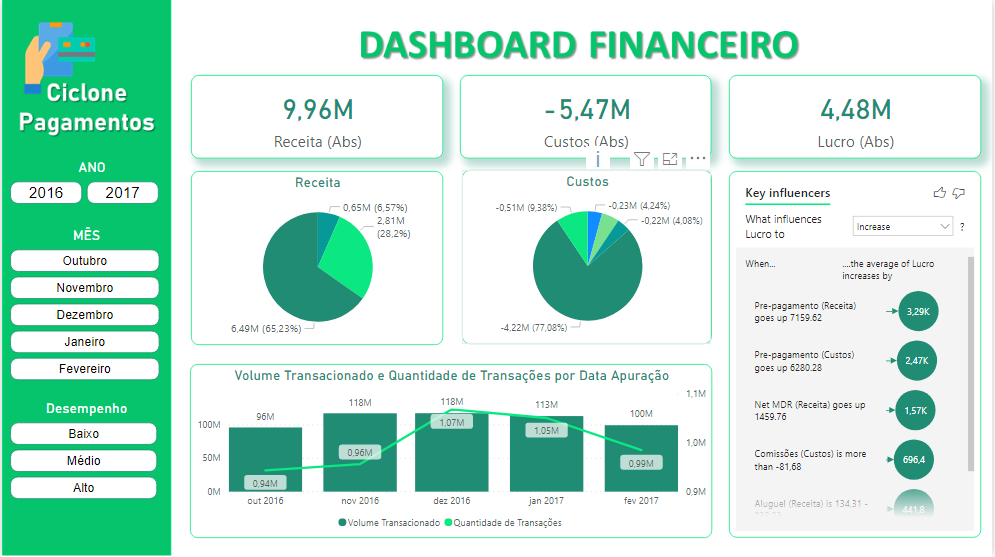 Ciclone
Pagamentos
ANO
2016
2017
MÊS
Outubro
Novembro
Dezembro
Janeiro
Fevereiro
Desempenho
Baixo
Médio
Alto
DASHBOARD FINANCEIRO
9,96M
Receita (Abs)
-5,47M
Custos (Abs)
4,48M
Lucro (Abs)
Receita
0,65M (6,57%)
2,81M
(28,2%)
6,49M (65,23%)
Custos
-0,51M (9,38%)
-0,23M (4,24%)
-0,22M (4,08%)
-4,22M (77,08%)
Key influencers
What influences
Lucro to
Increase
?
When...
....the average of Lucro
increases by
Pre-pagamento (Receita)
goes up 7159.62
3,29K
Pre-pagamento (Custos)
goes up 6280.28
2,47K
Net MDR (Receita) goes up
1459.76
1,57K
Comissões (Custos) is more
than -81,68
696,4
Aluguel (Receita) is 134,31 -
441,8
Volume Transacionado e Quantidade de Transações por Data Apuração
100M
50M
0M
96M
118M
118M
113M
100M
0,94M
0,96M
1,07M
1,05M
0,99M
1,1M
1,0M
0,9M
out 2016
nov 2016
dez 2016
jan 2017
fev 2017
Volume Transacionado
Quantidade de Transações